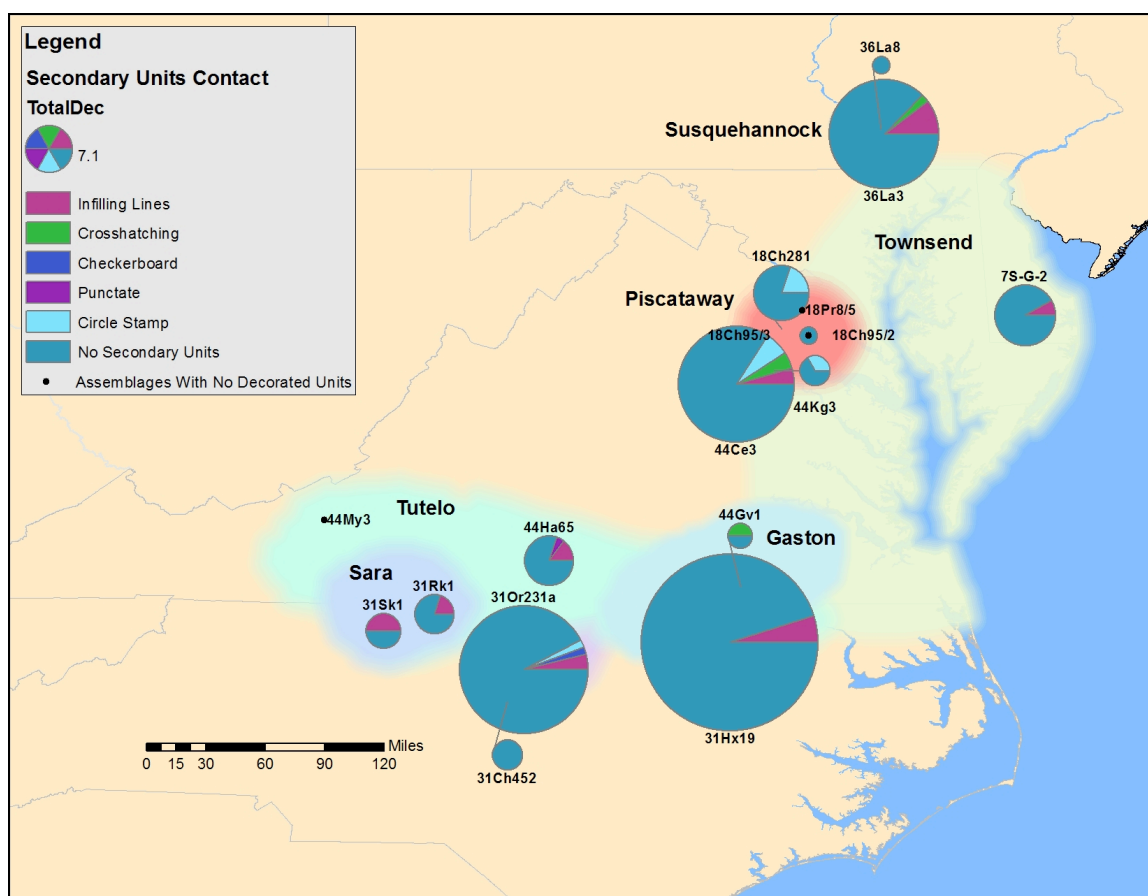 Legend
Secondary Units Contact
TotalDec
7.1
Infilling Lines
Crosshatching
Checkerboard
Punctate
Circle Stamp
No Secondary Units
Assemblages With No Decorated Units
36La8
Susquehannock
36La3
Townsend
18Ch281
7S-G-2
Piscataway
18Pr8/5
18Ch95/3
18Ch95/2
44Kg3
44Ce3
44My3
Tutelo
44Gv1
44Ha65
Gaston
Sara
31Rk1
31Sk1
31Or231a
31Hx19
Miles
0 15 30 60 90 120
31Ch452